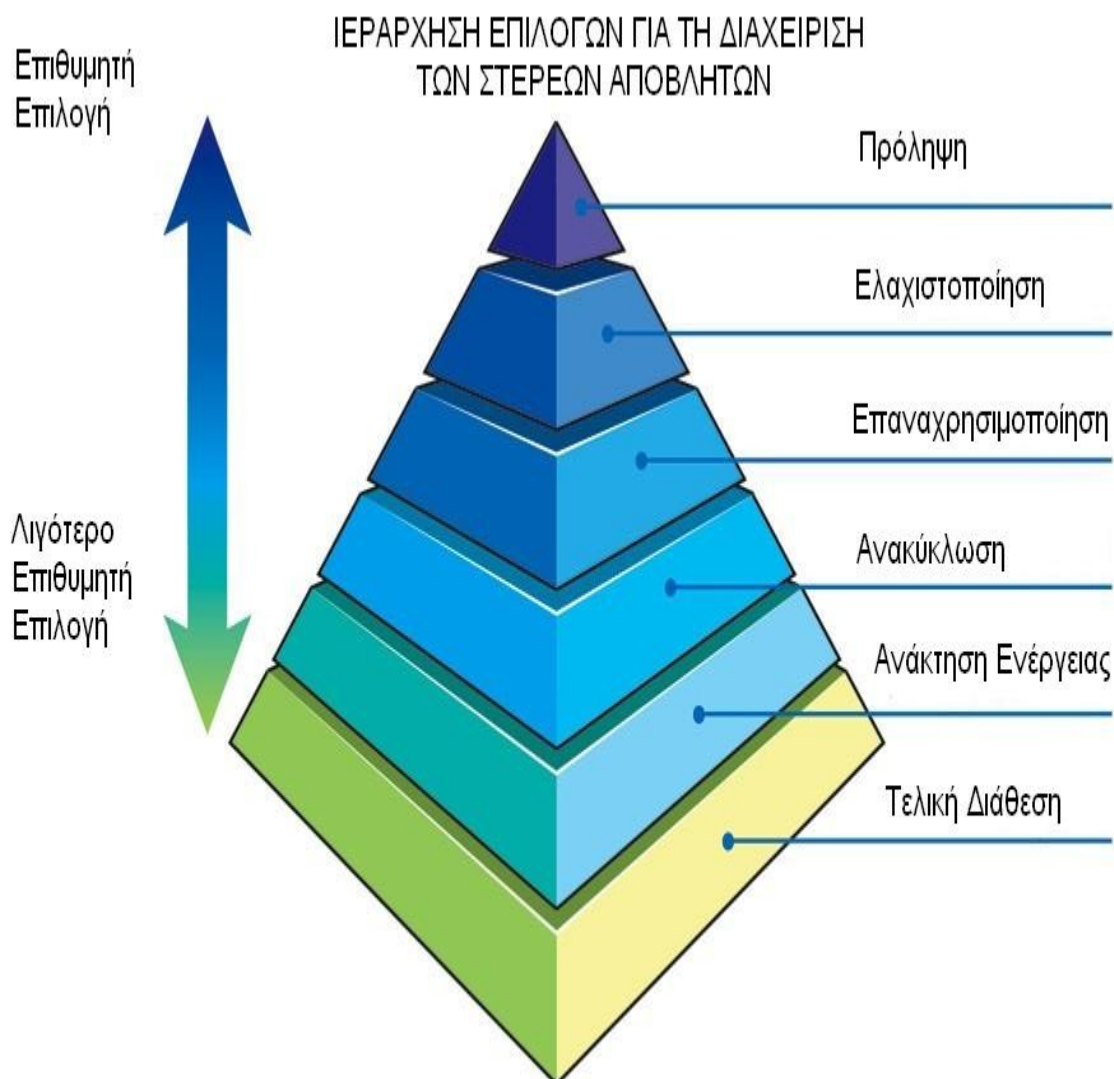 ΙΕΡΑΡΧΗΣΗ ΕΠΙΛΟΓΩΝ ΓΙΑ ΤΗ ΔΙΑΧΕΙΡΙΣΗ
ΤΩΝ ΣΤΕΡΕΩΝ ΑΠΟΒΛΗΤΩΝ
Επιθυμητή
Επιλογή
Πρόληψη
Ελαχιστοποίηση
Επαναχρησιμοποίηση
Λιγότερο
Επιθυμητή
Επιλογή
Ανακύκλωση
Ανάκτηση Ενέργειας
Τελική Διάθεση